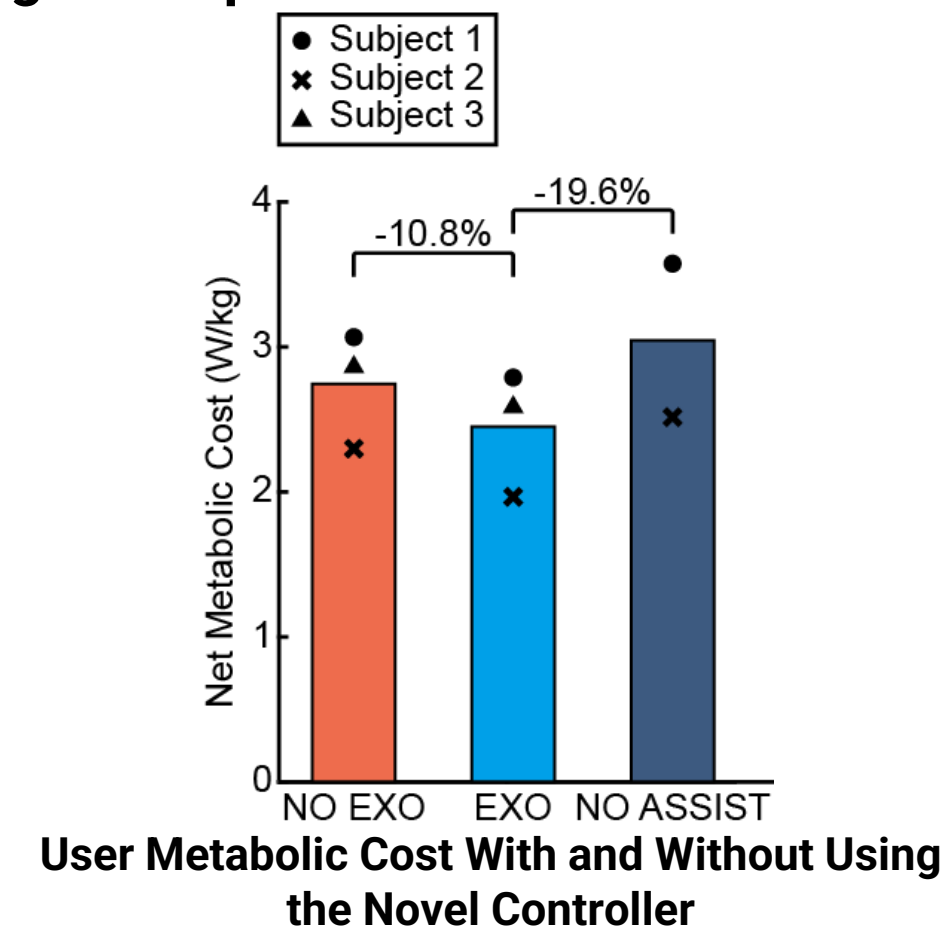 Subject 1
Subject 2
Subject 3
4
-19.6%
-10.8%
3
2
1
0
Net Metabolic Cost (W/kg)
NO EXO EXO NO ASSIST
User Metabolic Cost With and Without Using
the Novel Controller